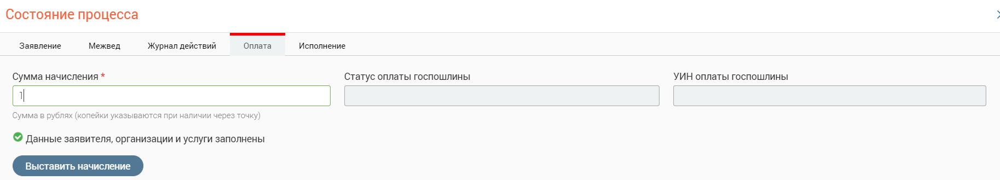 Состояние процесса
Заявление Межвед Журнал действий Оплата Исполнение
Сумма начисления * Статус оплаты госпошлины УИН оплаты госпошлины
1
Сумма в рублях (копейки указываются при наличии через точку)
Данные заявителя, организации и услуги заполнены
Выставить начисление